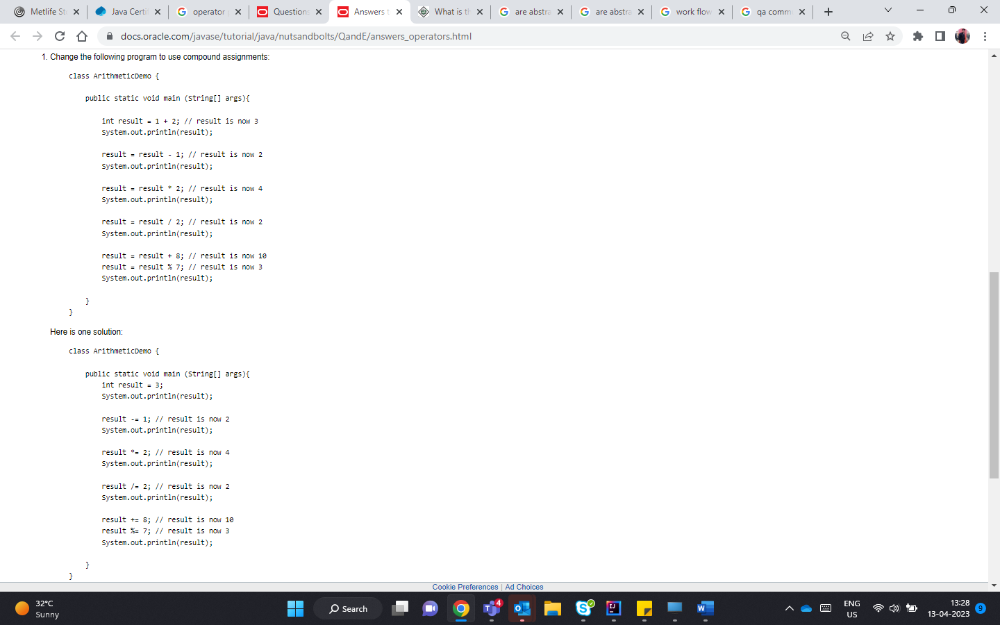 Metlife St
Java Certi
operator
Questions
Answers t
What is th
are abstra
are abstra
work flow
qa comm
docs.oracle.com/javase/tutorial/java/nutsandbolts/QandE/answers_operators.html
1. Change the following program to use compound assignments:
class ArithmeticDemo {
public static void main (String[] args){
int result = 1 + 2; // result is now 3
System.out.println(result);
result = result - 1; // result is now 2
System.out.println(result);
result = result * 2; // result is now 4
System.out.println(result);
result = result / 2; // result is now 2
System.out.println(result);
result = result + 8; // result is now 10
result = result % 7; // result is now 3
System.out.println(result);
}
}
Here is one solution:
class ArithmeticDemo {
public static void main (String[] args){
int result = 3;
System.out.println(result);
result -= 1; // result is now 2
System.out.println(result);
result *= 2; // result is now 4
System.out.println(result);
result /= 2; // result is now 2
System.out.println(result);
result += 8; // result is now 10
result %= 7; // result is now 3
System.out.println(result);
}
}
Cookie Preferences | Ad Choices
32°C
Sunny
Search
4
ENG
US
13:28
13-04-2023
9